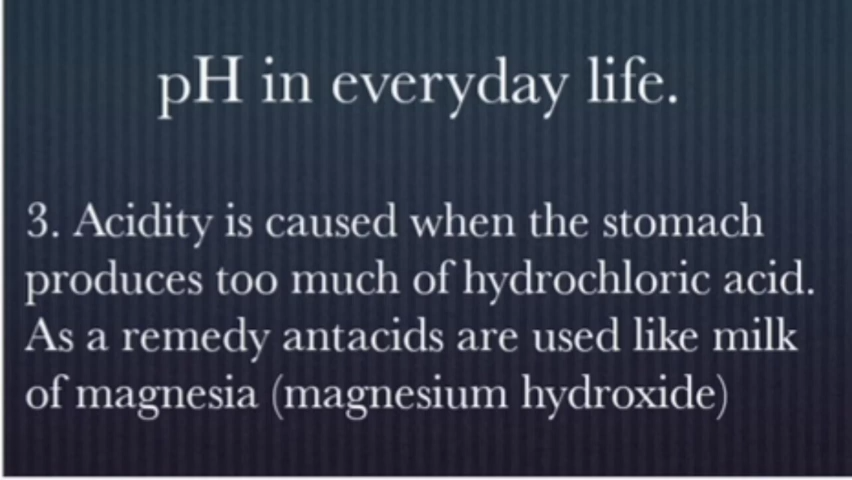 pH in everyday life.
3. Acidity is caused when the stomach
produces too much of hydrochloric acid.
As a remedy antacids are used like milk
of magnesia (magnesium hydroxide)